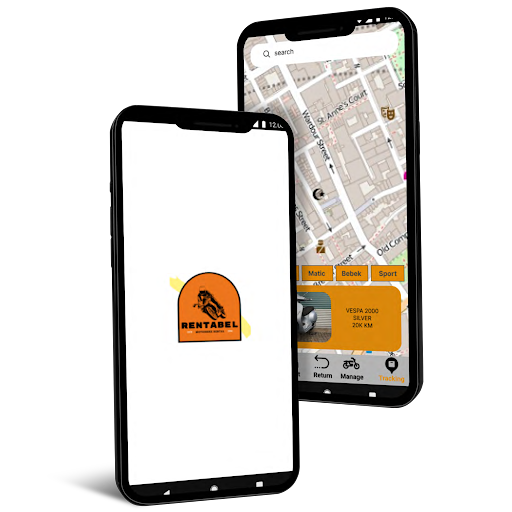 12:0
RENTABEL
search
St. Anne's Court
Wardour Street
Street
Old Comp
Matic
Bebek
Sport
VESPA 2000
SILVER
20K KM
t
Return
Manage
Tracking